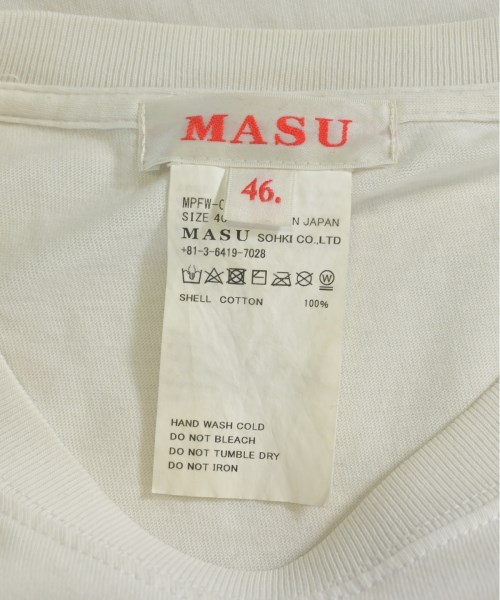 MASU
46.
MPFW-
SIZE 46 JAPAN
MASU SOHKI CO.,LTD
+81-3-6419-7028
SHELL COTTON 100%
HAND WASH COLD
DO NOT BLEACH
DO NOT TUMBLE DRY
DO NOT IRON